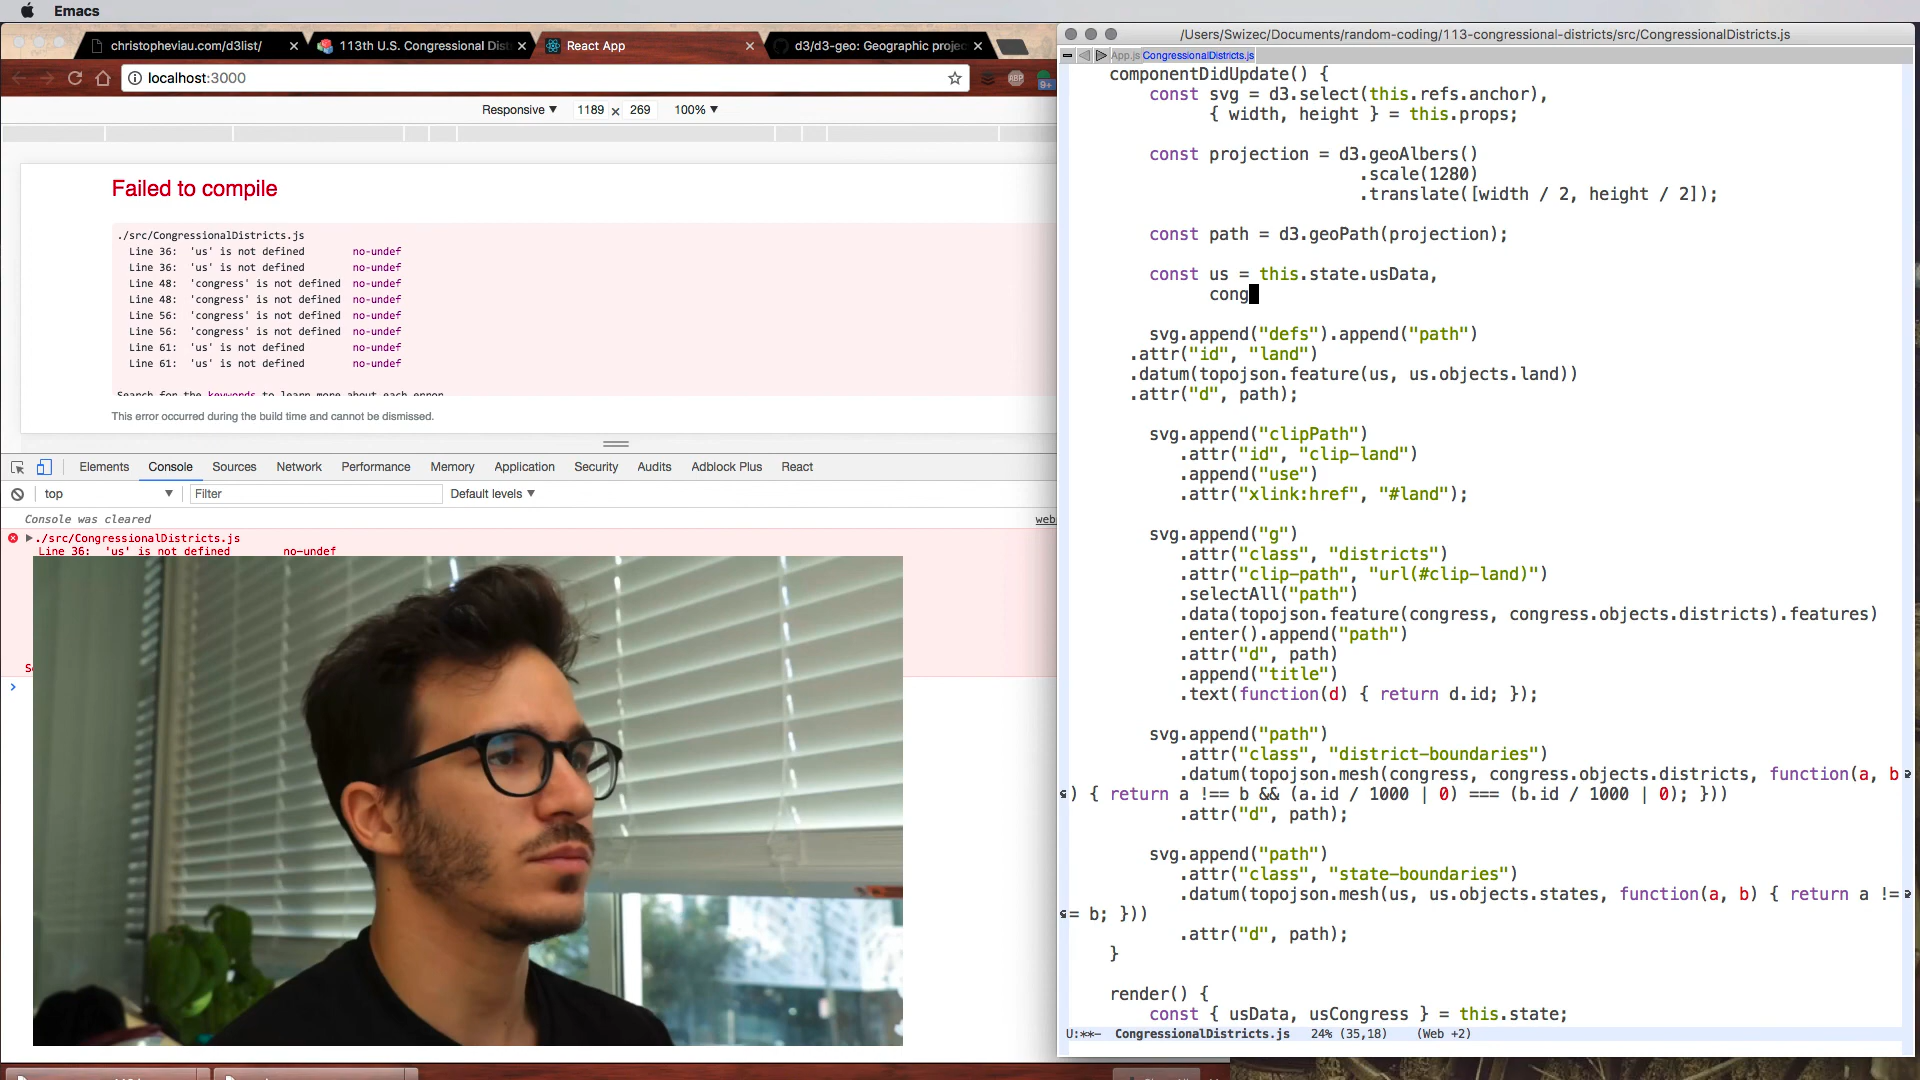 Emacs
christopheviau.com/d3list/
113th U.S. Congressional Dist
React App
d3/d3-geo: Geographic projec
localhost:3000
ABP
9+
Responsive ▼ 1189 × 269 100% ▼
Failed to compile
./src/CongressionalDistricts.js
Line 36: 'us' is not defined no-undef
Line 36: 'us' is not defined no-undef
Line 48: 'congress' is not defined no-undef
Line 48: 'congress' is not defined no-undef
Line 56: 'congress' is not defined no-undef
Line 56: 'congress' is not defined no-undef
Line 61: 'us' is not defined no-undef
Line 61: 'us' is not defined no-undef
Search for the keywords to learn more about each error
This error occurred during the build time and cannot be dismissed.
Elements Console Sources Network Performance Memory Application Security Audits Adblock Plus React
top ▼ Filter Default levels ▼
Console was cleared
web
./src/CongressionalDistricts.js
Line 36: 'us' is not defined no-undef
/Users/Swizec/Documents/random-coding/113-congressional-districts/src/CongressionalDistricts.js
App.js CongressionalDistricts.js
componentDidUpdate() {
const svg = d3.select(this.refs.anchor),
{ width, height } = this.props;
const projection = d3.geoAlbers()
.scale(1280)
.translate([width / 2, height / 2]);
const path = d3.geoPath(projection);
const us = this.state.usData,
cong
svg.append("defs").append("path")
.attr("id", "land")
.datum(topojson.feature(us, us.objects.land))
.attr("d", path);
svg.append("clipPath")
.attr("id", "clip-land")
.append("use")
.attr("xlink:href", "#land");
svg.append("g")
.attr("class", "districts")
.attr("clip-path", "url(#clip-land)")
.selectAll("path")
.data(topojson.feature(congress, congress.objects.districts).features)
.enter().append("path")
.attr("d", path)
.append("title")
.text(function(d) { return d.id; });
svg.append("path")
.attr("class", "district-boundaries")
.datum(topojson.mesh(congress, congress.objects.districts, function(a, b
) { return a !== b && (a.id / 1000 | 0) === (b.id / 1000 | 0); }))
.attr("d", path);
svg.append("path")
.attr("class", "state-boundaries")
.datum(topojson.mesh(us, us.objects.states, function(a, b) { return a !=
= b; }))
.attr("d", path);
}
render() {
const { usData, usCongress } = this.state;
U:**- CongressionalDistricts.js 24% (35,18) (Web +2)